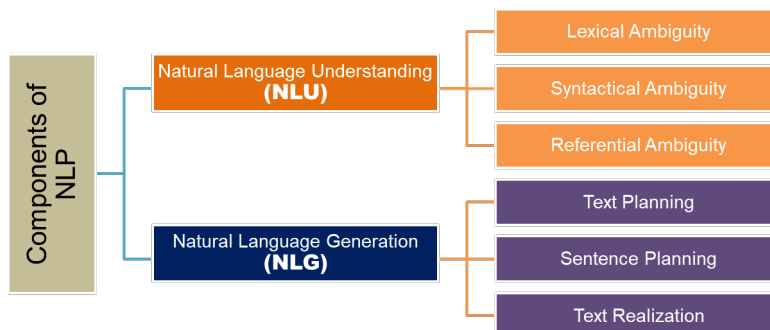 Components of
NLP
Natural Language Understanding
(NLU)
Lexical Ambiguity
Syntactical Ambiguity
Referential Ambiguity
Natural Language Generation
(NLG)
Text Planning
Sentence Planning
Text Realization